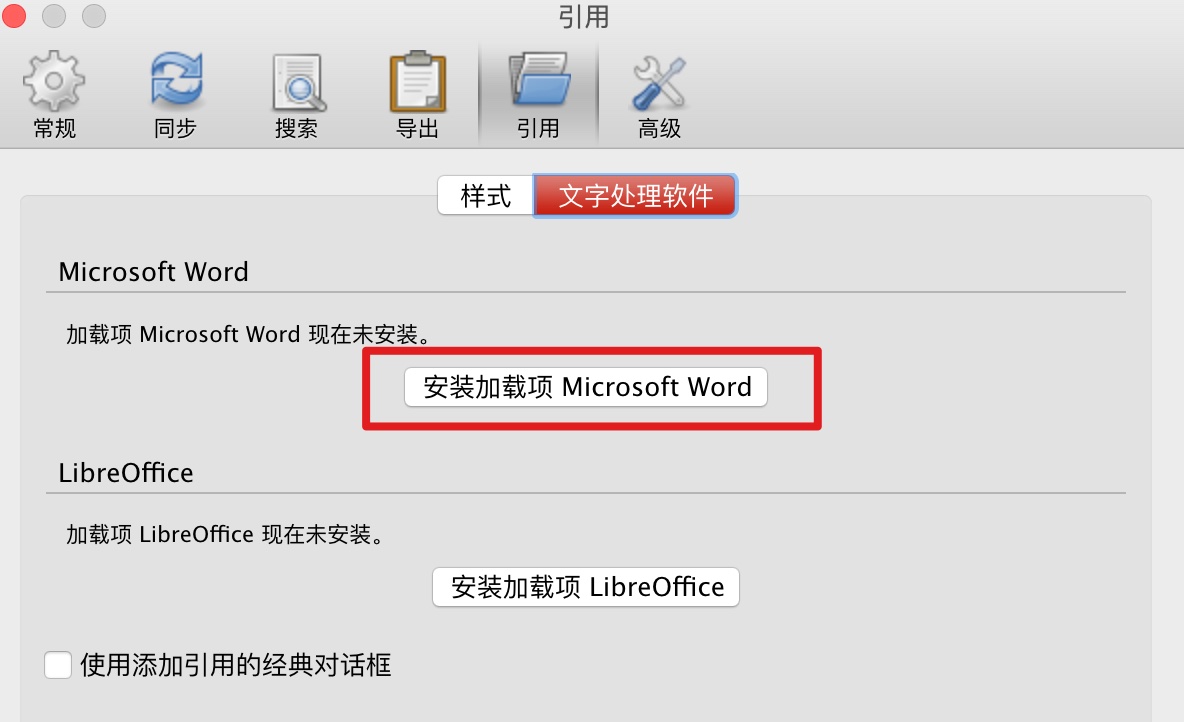 引用
常规 同步 搜索 导出 引用 高级
样式 文字处理软件
Microsoft Word
加载项 Microsoft Word 现在未安装。
安装加载项 Microsoft Word
LibreOffice
加载项 LibreOffice 现在未安装。
安装加载项 LibreOffice
使用添加引用的经典对话框